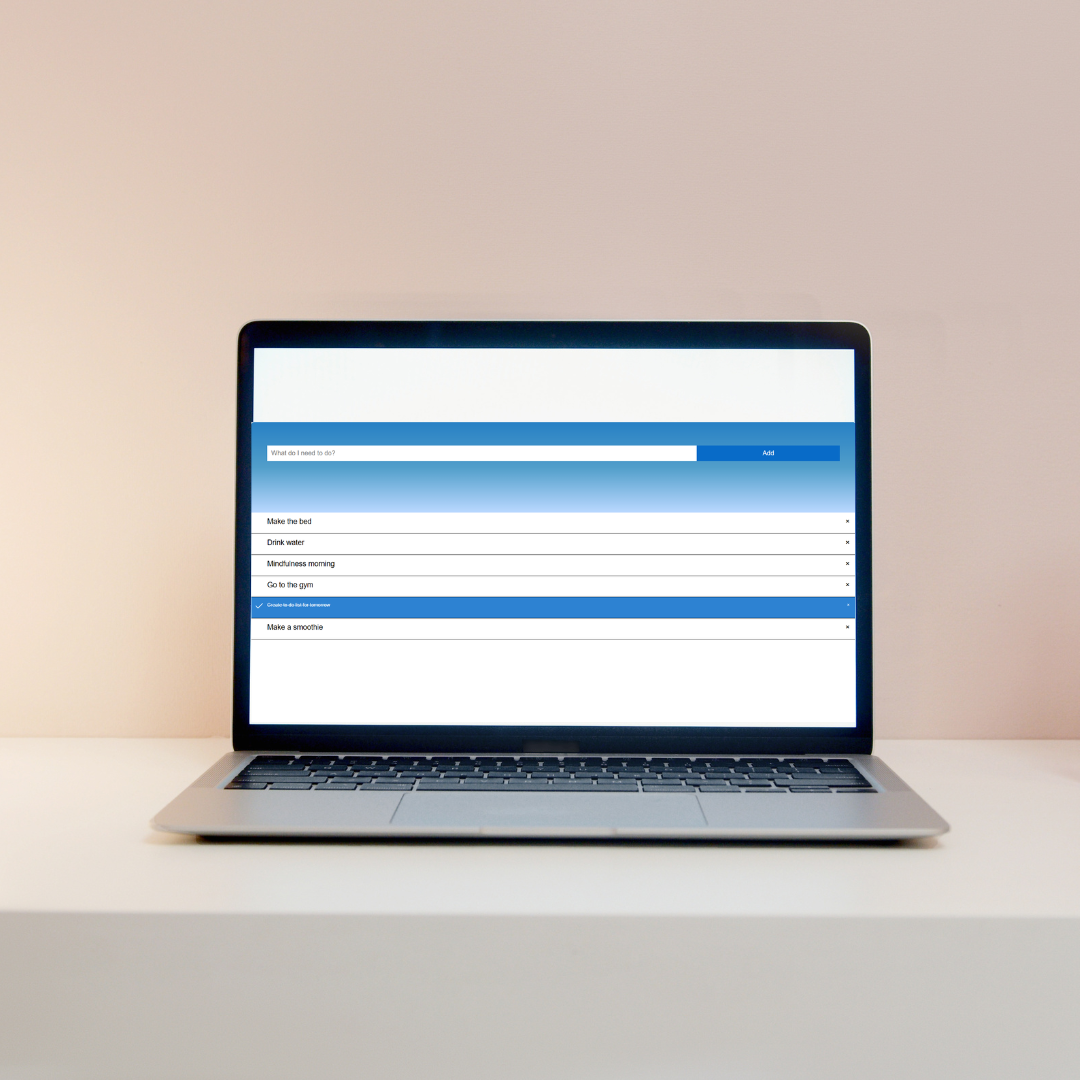 What do I need to do?
Add
Make the bed ×
Drink water ×
Mindfulness morning ×
Go to the gym ×
Create to do list for tomorrow ×
Make a smoothie ×